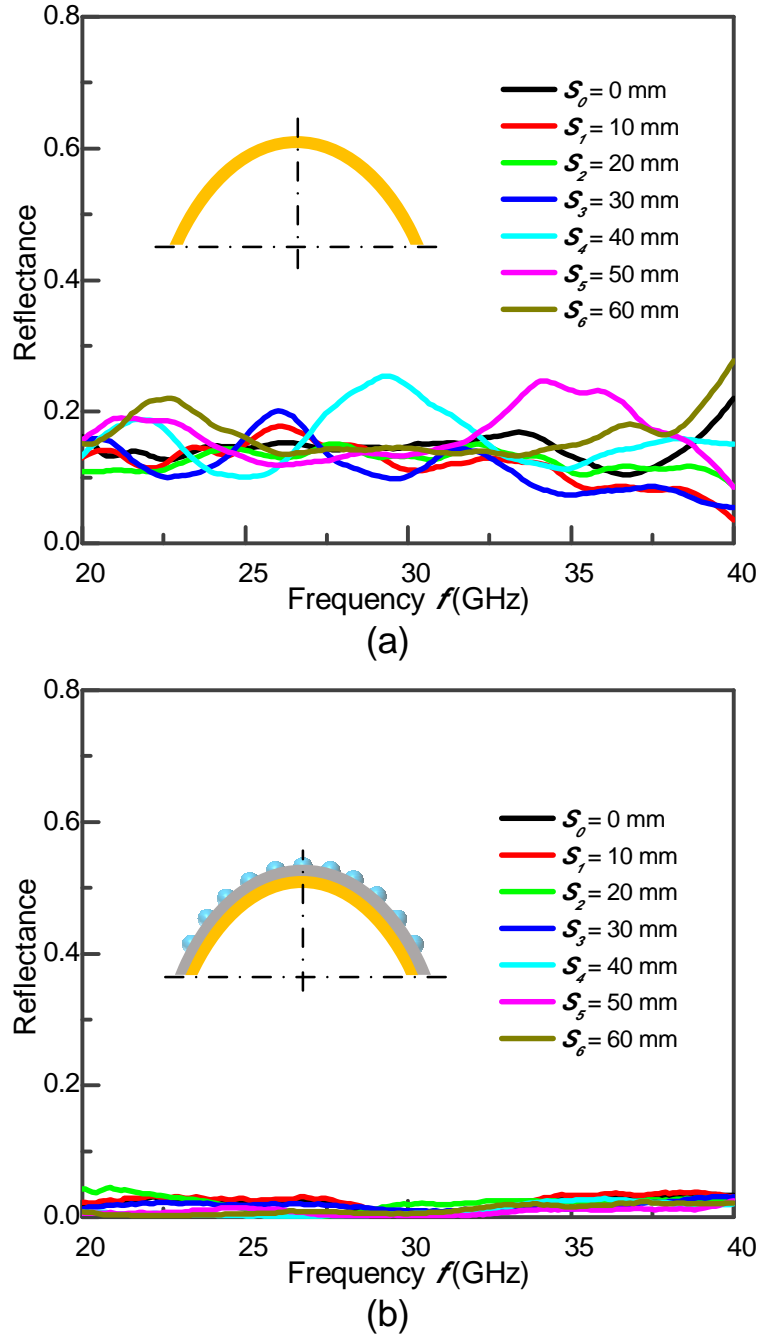 0.8
0.6
0.4
0.2
0.0
Reflectance
S0 = 0 mm
S1 = 10 mm
S2 = 20 mm
S3 = 30 mm
S4 = 40 mm
S5 = 50 mm
S6 = 60 mm
20 25 30 35 40
Frequency f(GHz)
(a)
0.8
0.6
0.4
0.2
0.0
Reflectance
S0 = 0 mm
S1 = 10 mm
S2 = 20 mm
S3 = 30 mm
S4 = 40 mm
S5 = 50 mm
S6 = 60 mm
20 25 30 35 40
Frequency f(GHz)
(b)